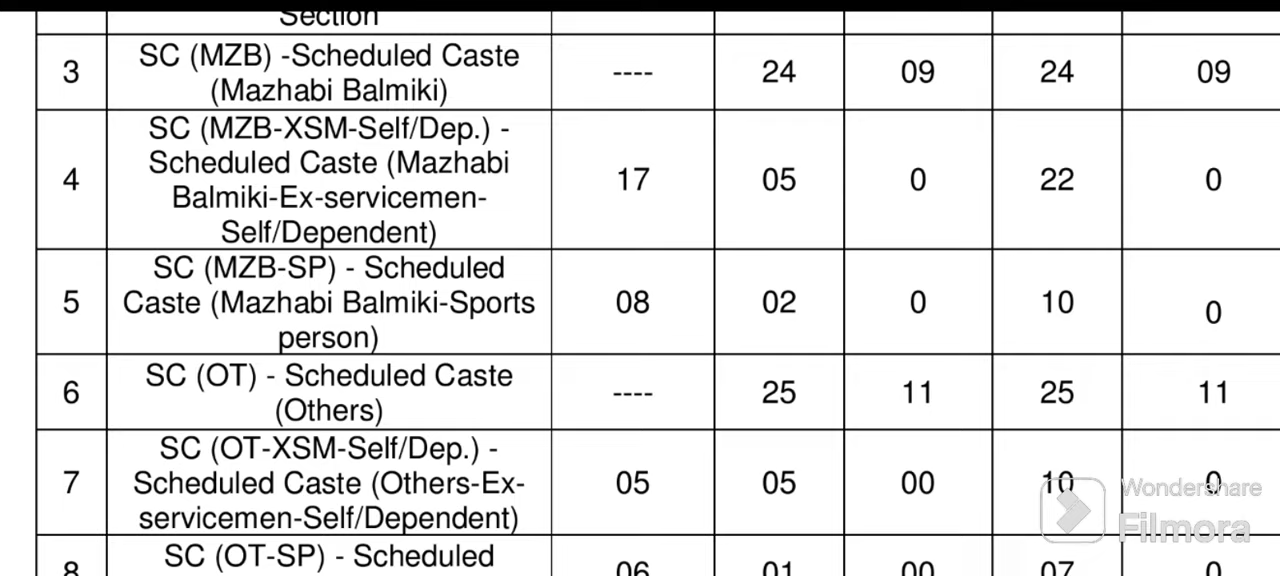 Section
3 SC (MZB) -Scheduled Caste (Mazhabi Balmiki) ---- 24 09 24 09
4 SC (MZB-XSM-Self/Dep.) - Scheduled Caste (Mazhabi Balmiki-Ex-servicemen-Self/Dependent) 17 05 0 22 0
5 SC (MZB-SP) - Scheduled Caste (Mazhabi Balmiki-Sports person) 08 02 0 10 0
6 SC (OT) - Scheduled Caste (Others) ---- 25 11 25 11
7 SC (OT-XSM-Self/Dep.) - Scheduled Caste (Others-Ex-servicemen-Self/Dependent) 05 05 00 10 0
8 SC (OT-SP) - Scheduled 06 01 00 07 0
Wondershare
Filmora